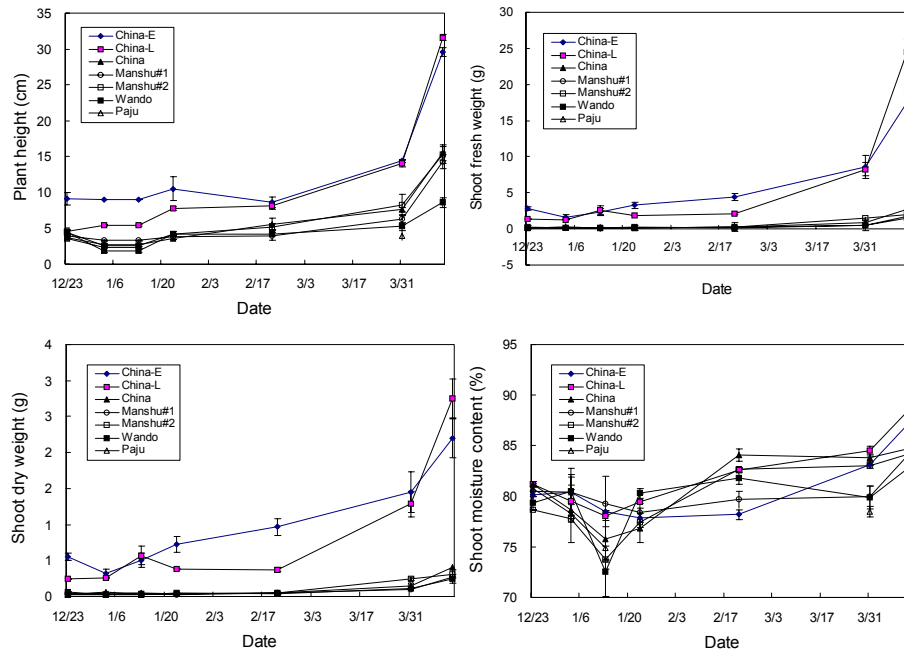 35
30
25
20
15
10
5
0
Plant height (cm)
China-E
China-L
China
Manshu#1
Manshu#2
Wando
Paju
12/23 1/6 1/20 2/3 2/17 3/3 3/17 3/31
Date
30
25
20
15
10
5
0
-5
Shoot fresh weight (g)
China-E
China-L
China
Manshu#1
Manshu#2
Wando
Paju
12/23 1/6 1/20 2/3 2/17 3/3 3/17 3/31
Date
4
3
3
2
2
1
1
0
Shoot dry weight (g)
China-E
China-L
China
Manshu#1
Manshu#2
Wando
Paju
12/23 1/6 1/20 2/3 2/17 3/3 3/17 3/31
Date
95
90
85
80
75
70
Shoot moisture content (%)
China-E
China-L
China
Manshu#1
Manshu#2
Wando
Paju
12/23 1/6 1/20 2/3 2/17 3/3 3/17 3/31
Date